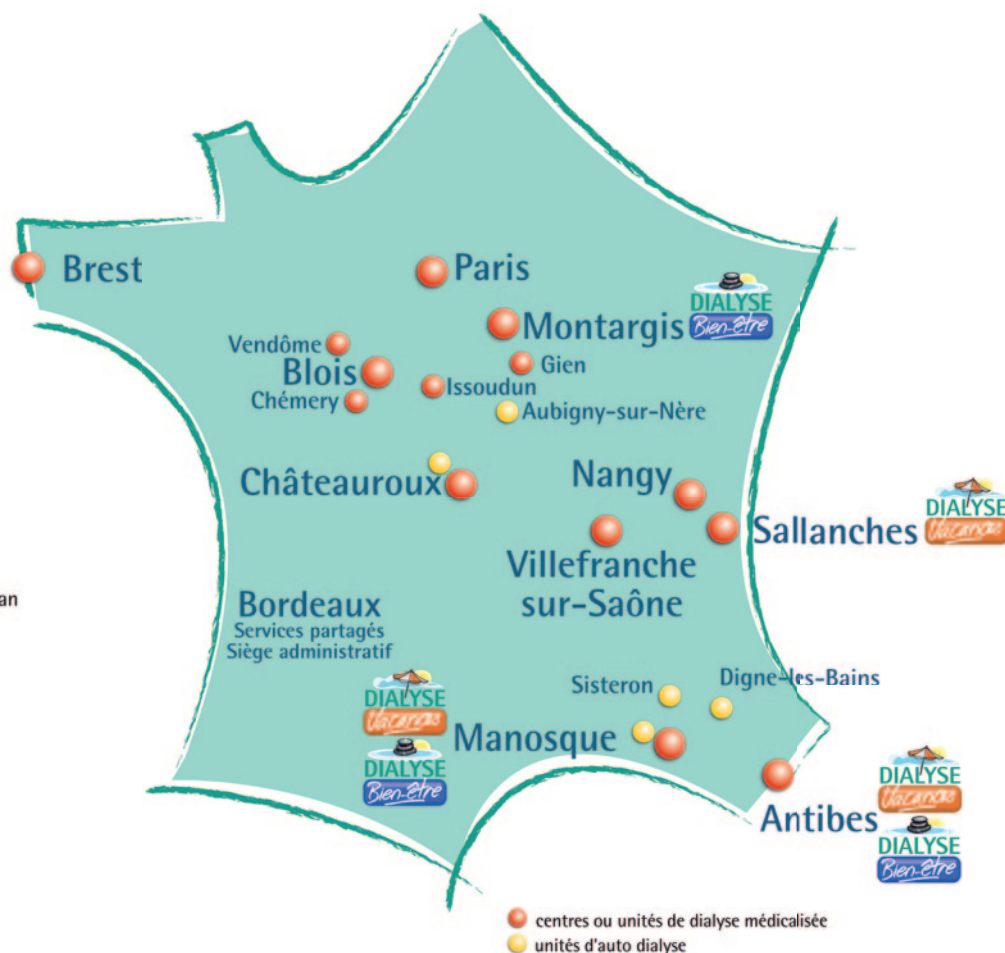 Brest
Paris
DIALYSE
Bien-être
Montargis
Vendôme
Blois
Gien
Issoudun
Chémery
Aubigny-sur-Nère
Châteauroux
Nangy
DIALYSE
Vacances
Sallanches
Villefranche
sur-Saône
an
Bordeaux
Services partagés
Siège administratif
Sisteron
Digne-les-Bains
DIALYSE
Vacances
Manosque
DIALYSE
Bien-être
DIALYSE
Vacances
Antibes
DIALYSE
Bien-être
centres ou unités de dialyse médicalisée
unités d'auto dialyse